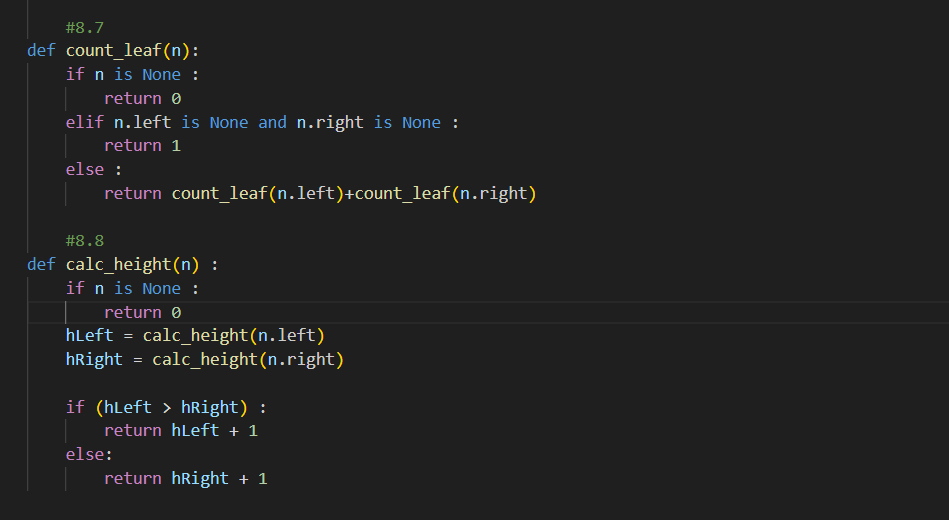 #8.7
def count_leaf(n):
if n is None :
return 0
elif n.left is None and n.right is None :
return 1
else :
return count_leaf(n.left)+count_leaf(n.right)
#8.8
def calc_height(n) :
if n is None :
return 0
hLeft = calc_height(n.left)
hRight = calc_height(n.right)
if (hLeft > hRight) :
return hLeft + 1
else:
return hRight + 1